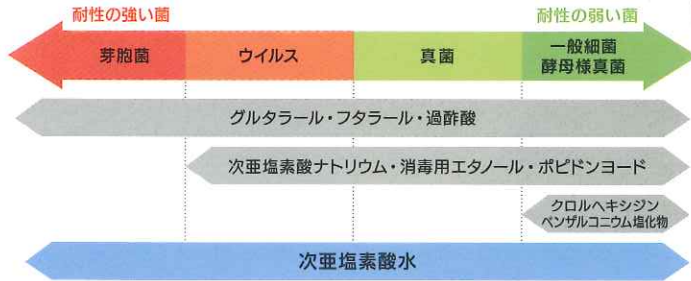 耐性の強い菌
耐性の弱い菌
芽胞菌
ウイルス
真菌
一般細菌
酵母様真菌
グルタラール・フタラール・過酢酸
次亜塩素酸ナトリウム・消毒用エタノール・ポピドンヨード
クロルヘキシジン
ベンザルコニウム塩化物
次亜塩素酸水